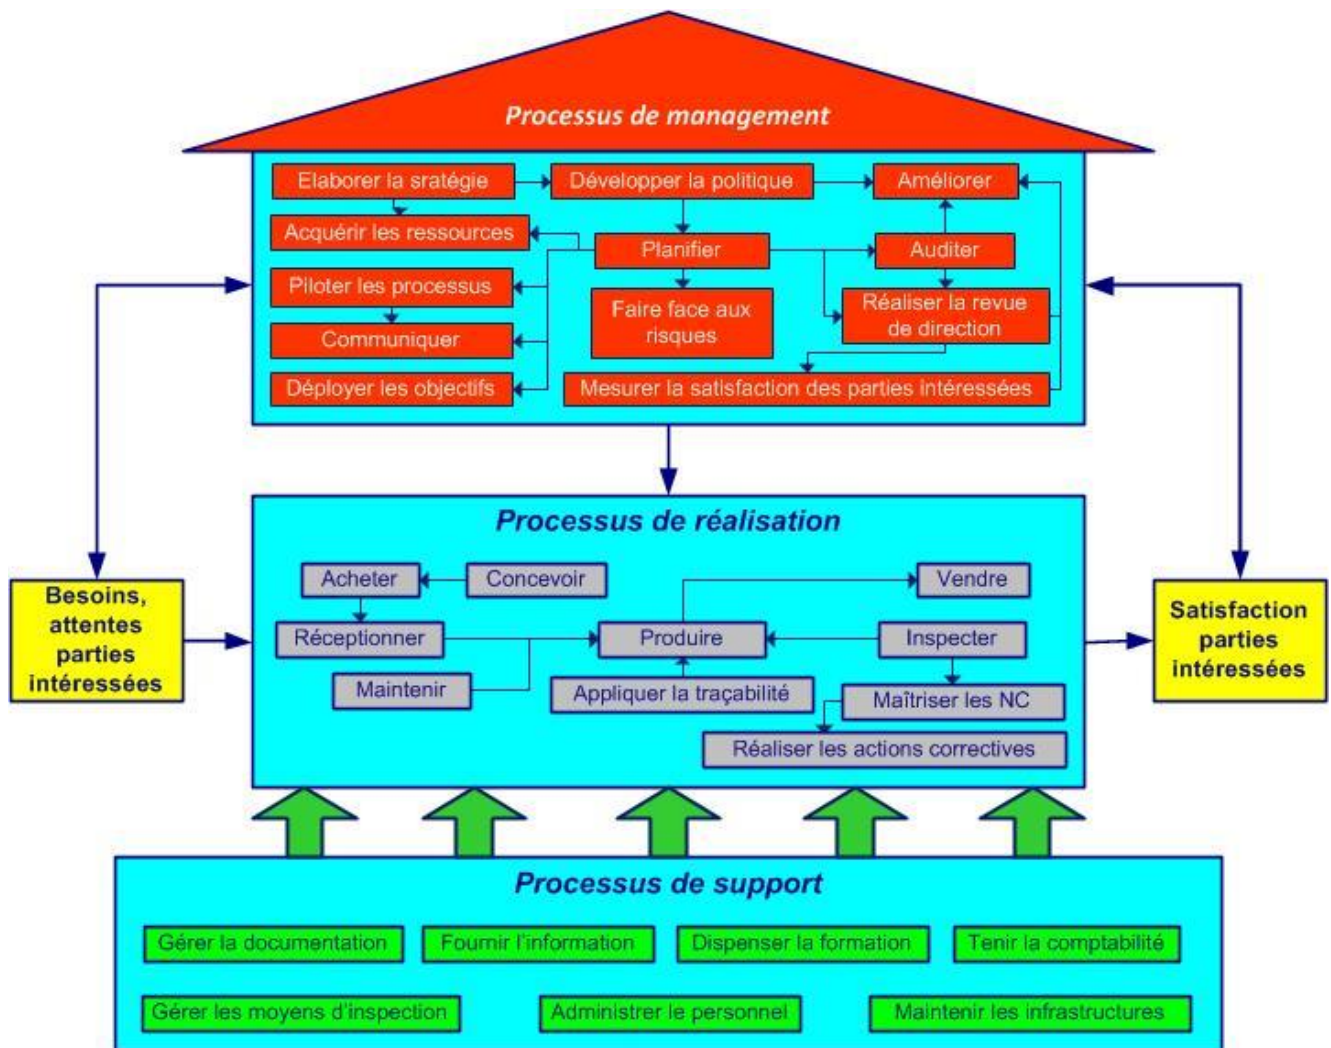 Processus de management
Elaborer la sratégie
Développer la politique
Améliorer
Acquérir les ressources
Planifier
Auditer
Piloter les processus
Faire face aux
risques
Réaliser la revue
de direction
Communiquer
Déployer les objectifs
Mesurer la satisfaction des parties intéressées
Processus de réalisation
Acheter
Concevoir
Vendre
Réceptionner
Produire
Inspecter
Maintenir
Appliquer la traçabilité
Maîtriser les NC
Réaliser les actions correctives
Besoins,
attentes
parties
intéressées
Satisfaction
parties
intéressées
Processus de support
Gérer la documentation
Fournir l'information
Dispenser la formation
Tenir la comptabilité
Gérer les moyens d'inspection
Administrer le personnel
Maintenir les infrastructures